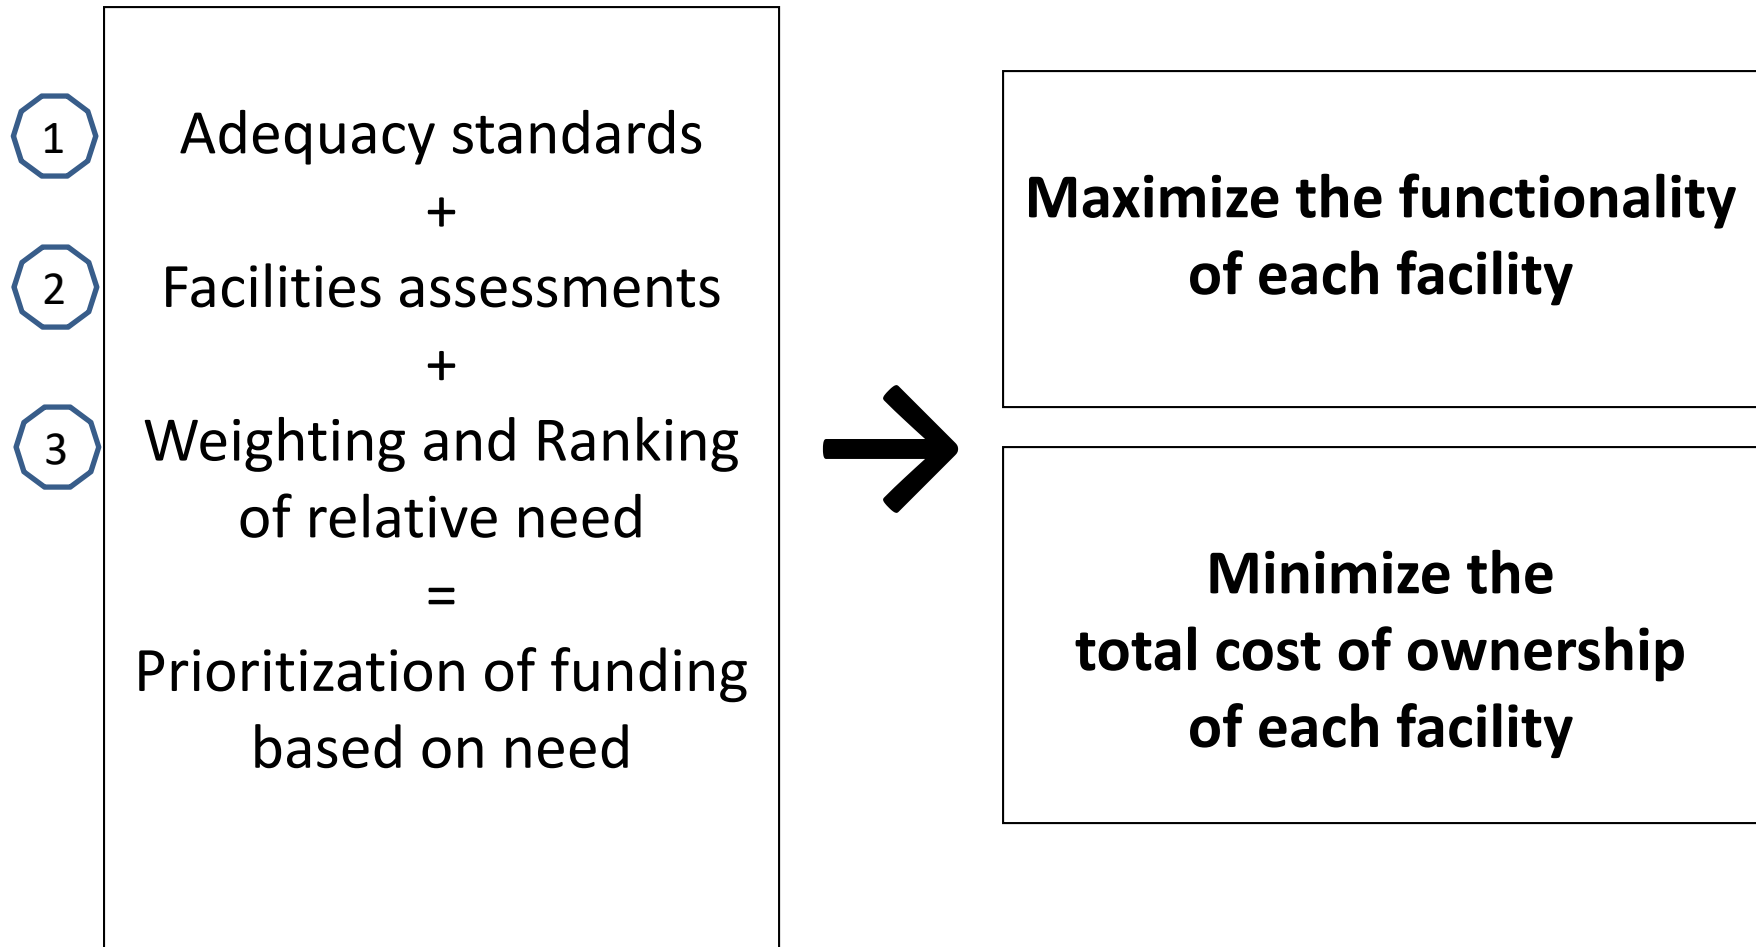 1
Adequacy standards
+
2
Facilities assessments
+
3
Weighting and Ranking
of relative need
=
Prioritization of funding
based on need
Maximize the functionality
of each facility
Minimize the
total cost of ownership
of each facility